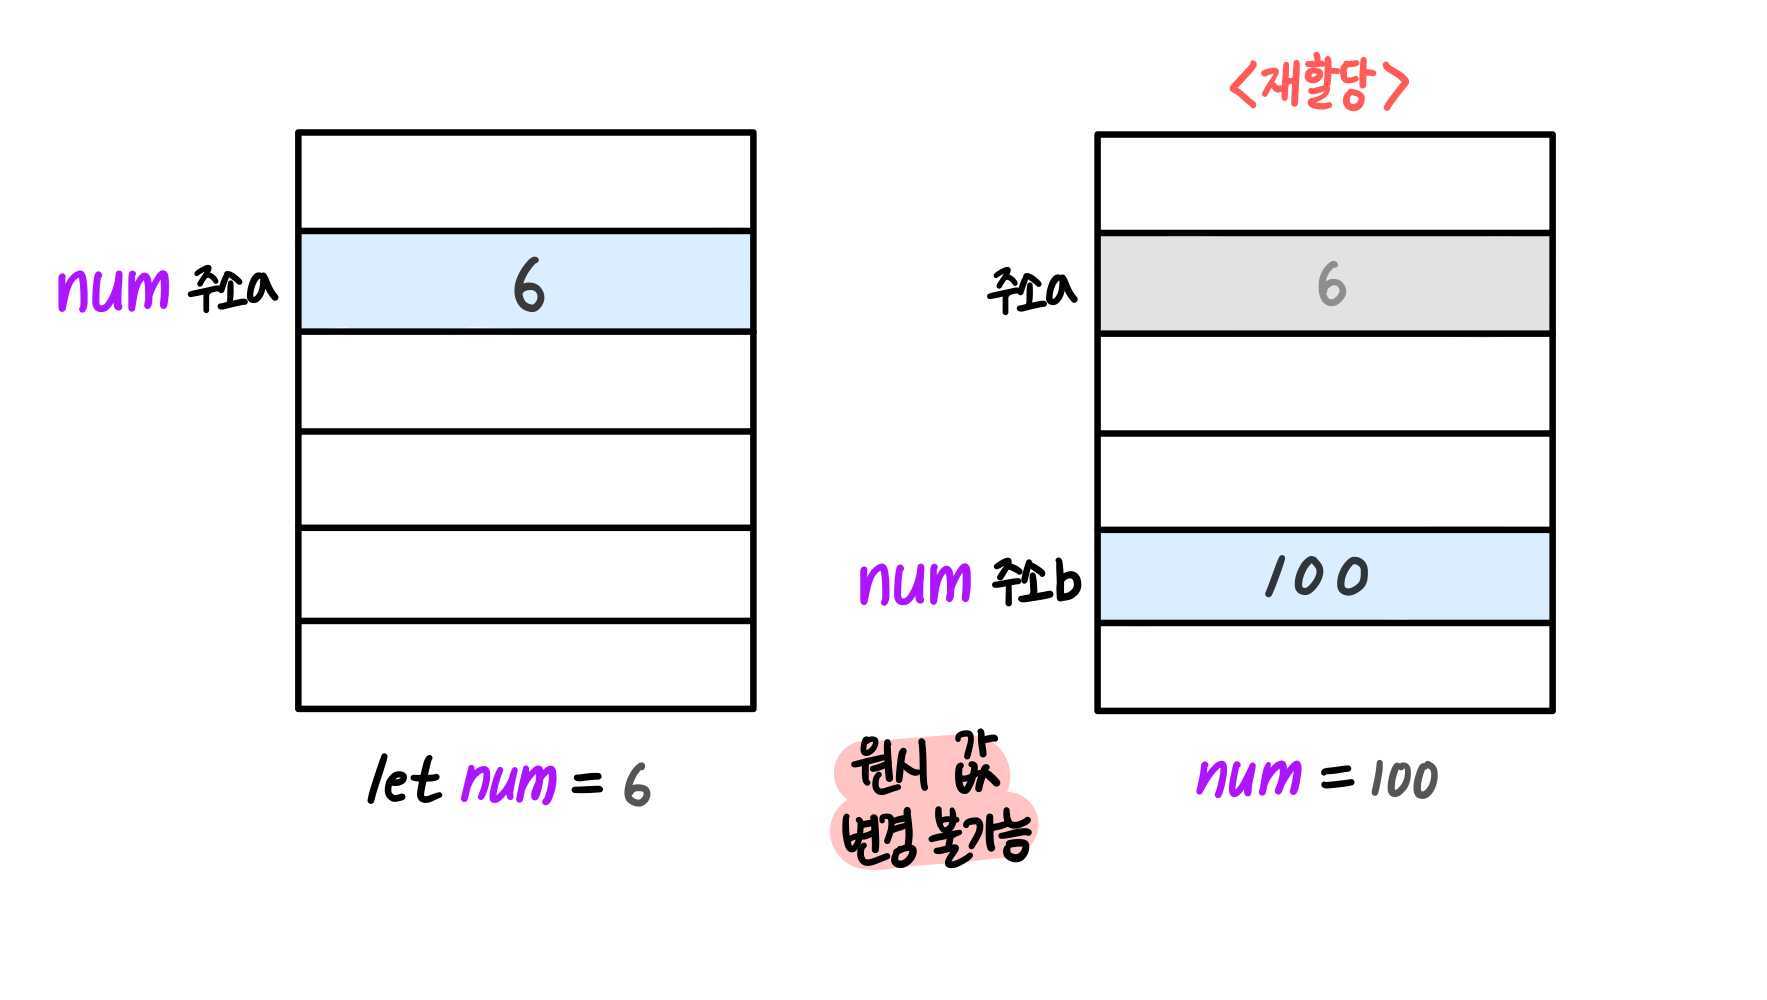 num 주소a
6
let num = 6
원시 값
변경 불가능
<재할당>
주소a
6
num 주소b
100
num = 100